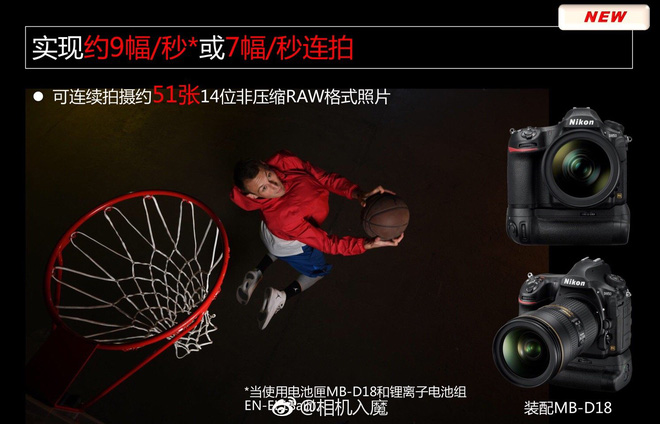 NEW
实现约9幅/秒*或7幅/秒连拍
● 可连续拍摄约51张14位非压缩RAW格式照片
Nikon
Nikon
*当使用电池匣MB-D18和锂离子电池组
@相机入魔
装配MB-D18